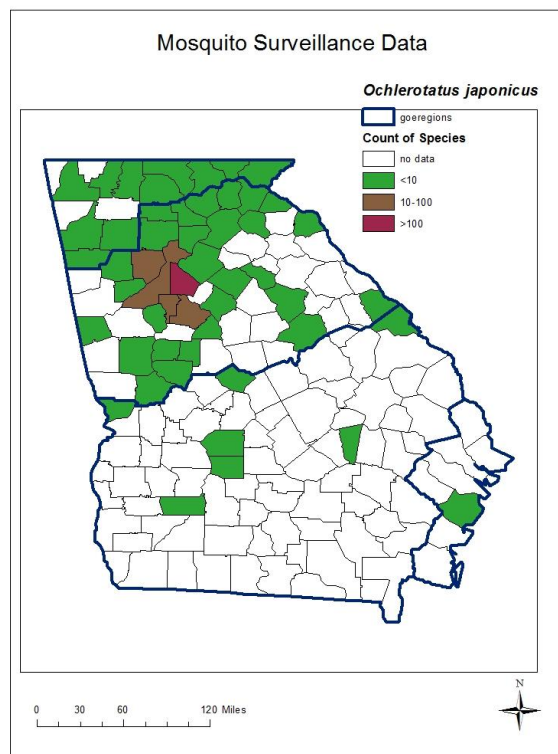 Mosquito Surveillance Data
Ochlerotatus japonicus
goeregions
Count of Species
no data
<10
10-100
>100
N
0 30 60 120 Miles